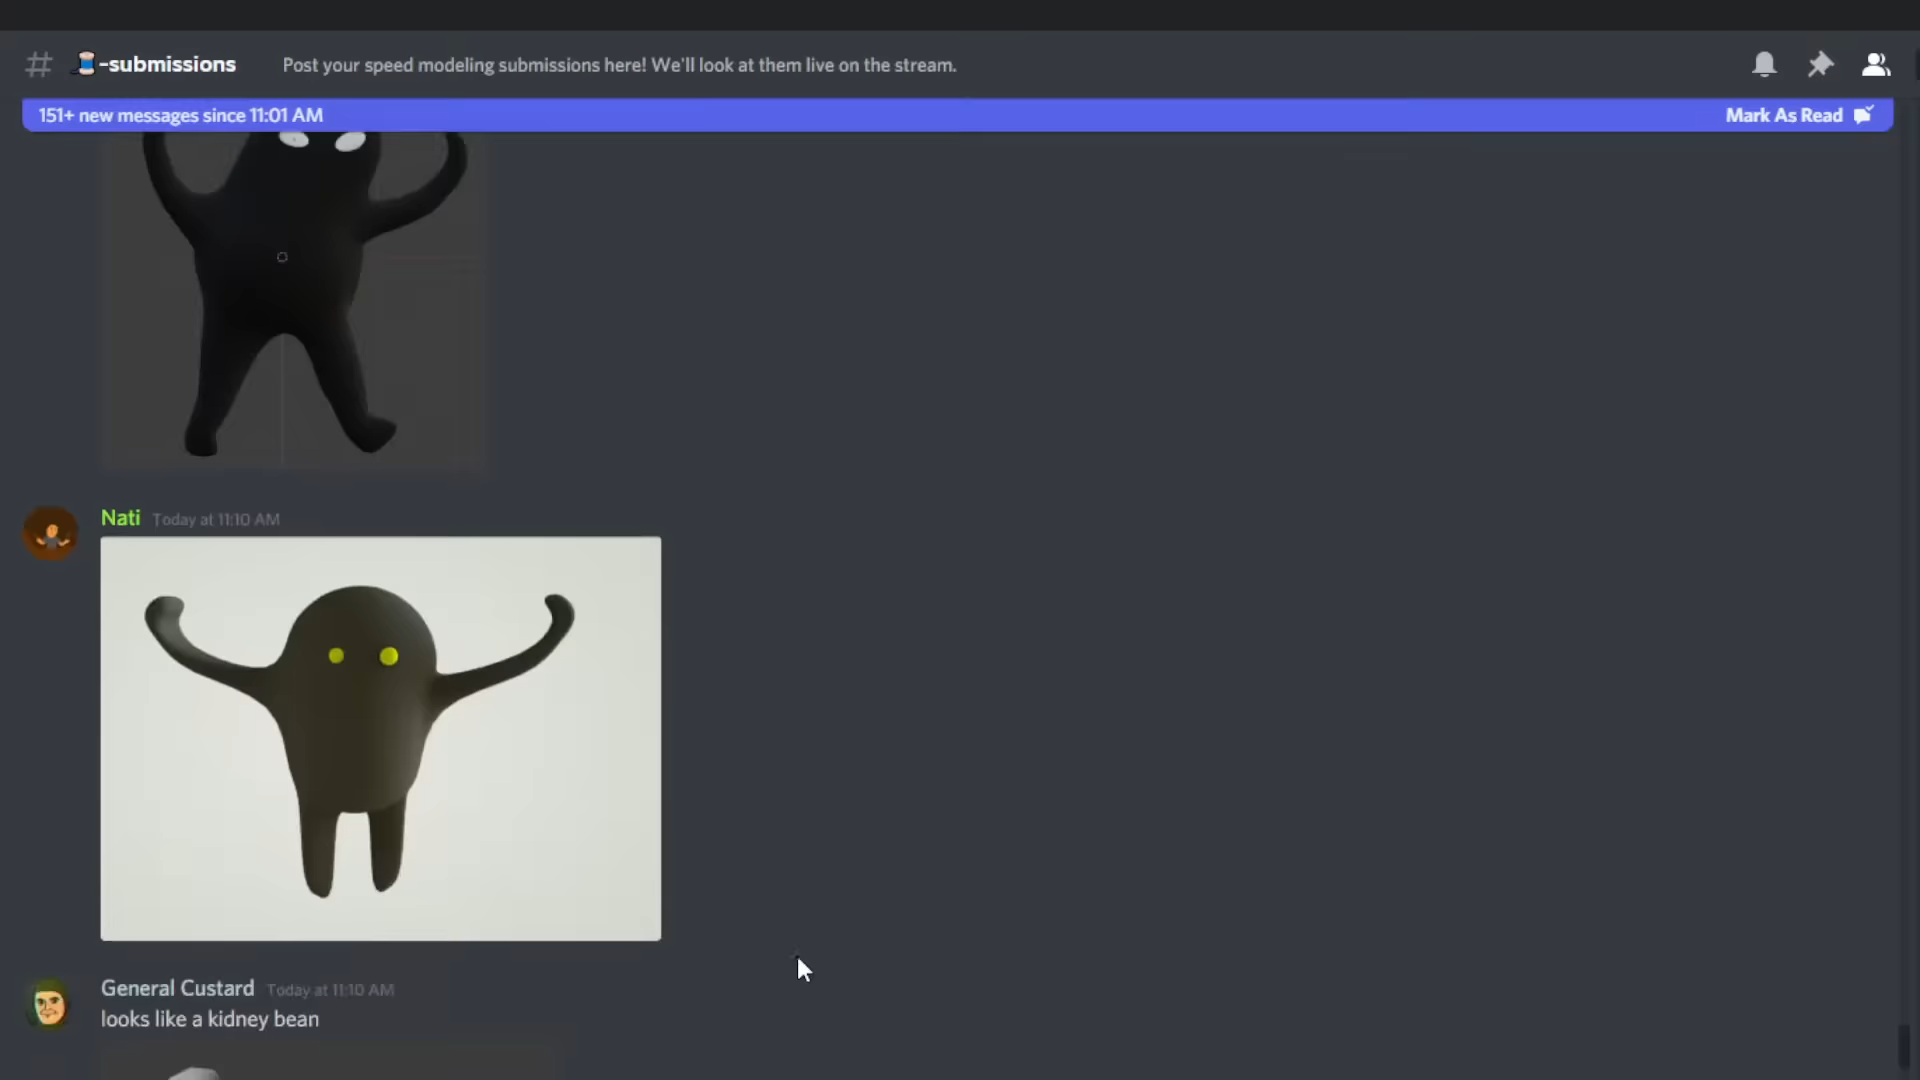 -submissions
Post your speed modeling submissions here! We'll look at them live on the stream.
151+ new messages since 11:01 AM
Mark As Read
Nati Today at 11:10 AM
General Custard Today at 11:10 AM
looks like a kidney bean